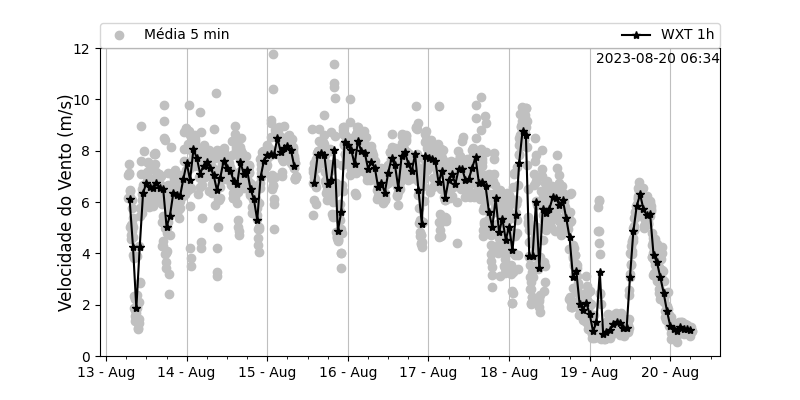 Média 5 min WXT 1h
2023-08-20 06:34
Velocidade do Vento (m/s)
12
10
8
6
4
2
0
13 - Aug 14 - Aug 15 - Aug 16 - Aug 17 - Aug 18 - Aug 19 - Aug 20 - Aug